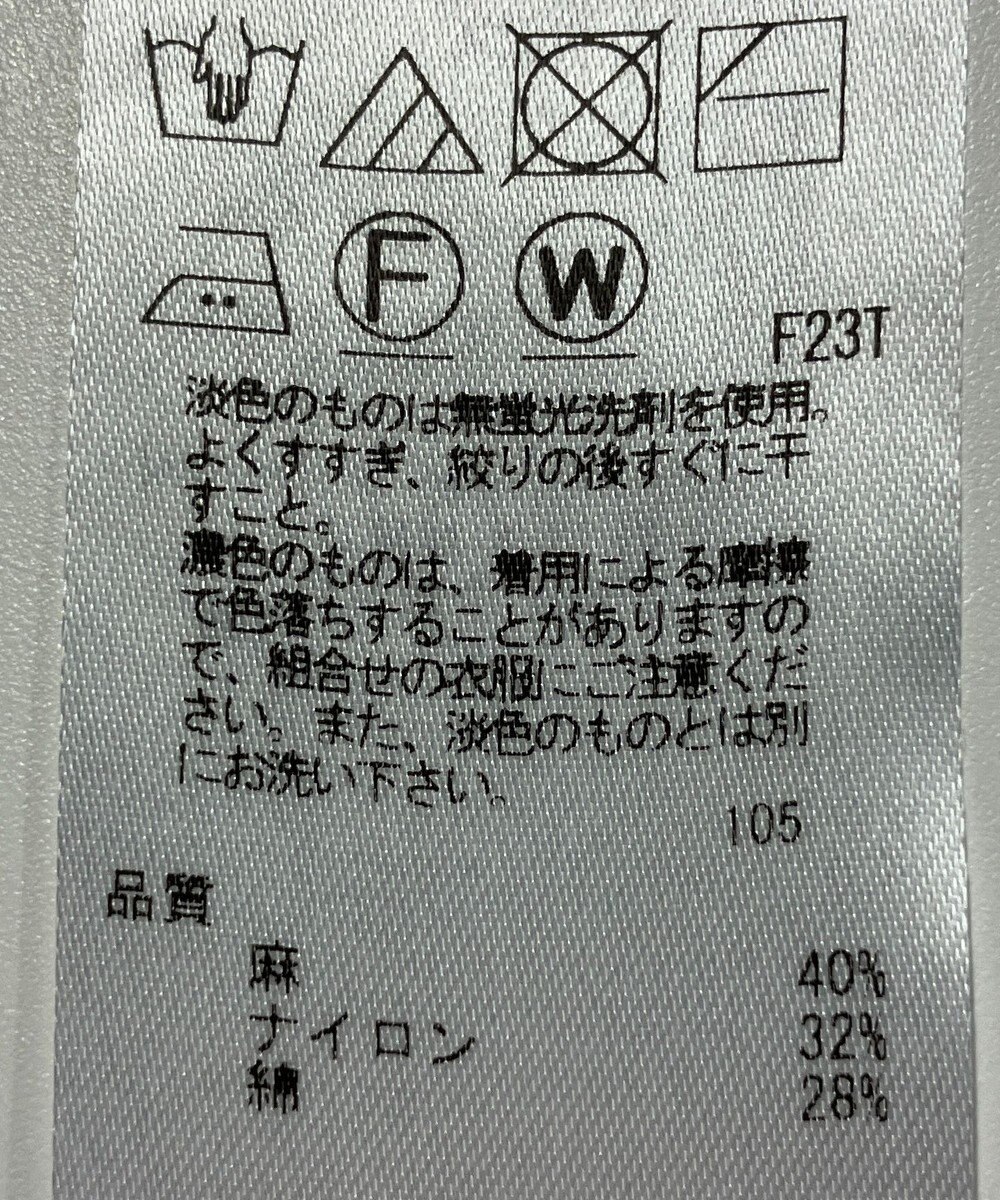 F
W
F23T
淡色のものは無蛍光洗剤を使用。
よくすすぎ、絞りの後すぐに干
すこと。
濃色のものは、着用による摩擦
で色落ちすることがありますの
で、組合せの衣服にご注意くだ
さい。また、淡色のものとは別
にお洗い下さい。
105
品質
麻 40%
ナイロン 32%
綿 28%